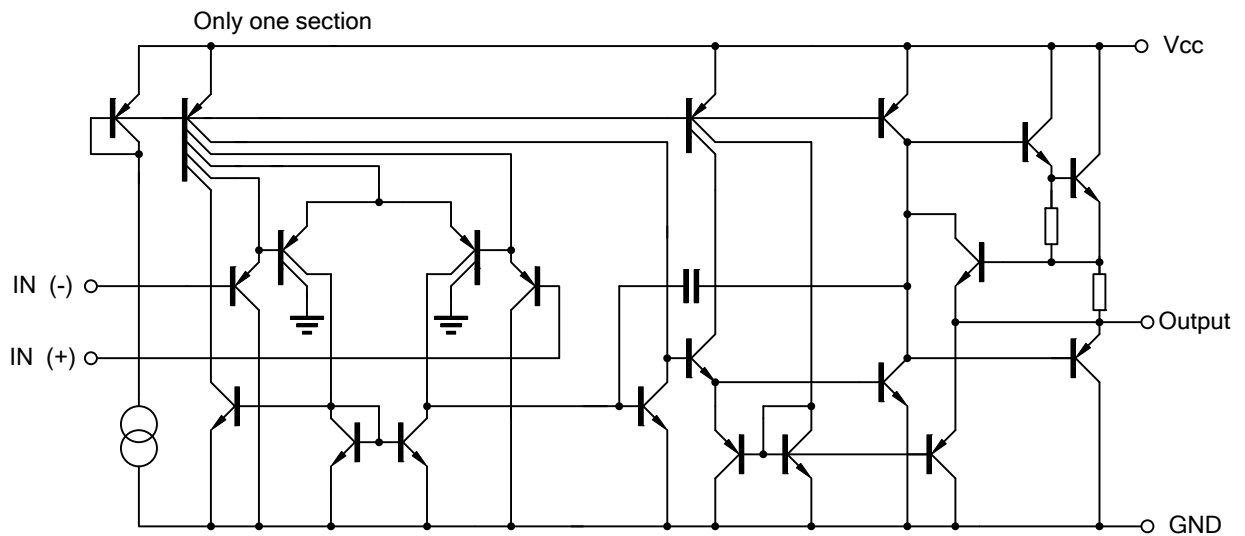 Only one section
Vcc
IN (-)
Output
IN (+)
GND